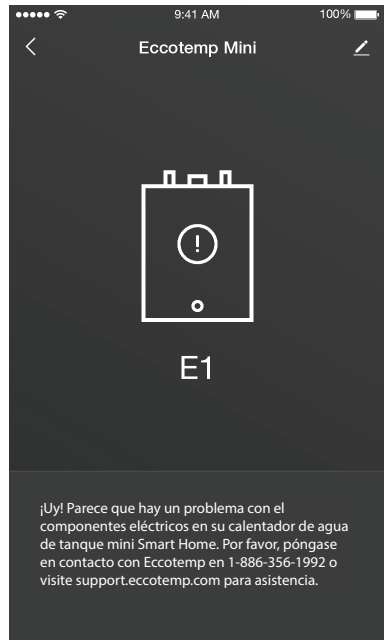 9:41 AM 100%
Eccotemp Mini
E1
¡Uy! Parece que hay un problema con el
componentes eléctricos en su calentador de agua
de tanque mini Smart Home. Por favor, póngase
en contacto con Eccotemp en 1-886-356-1992 o
visite support.eccotemp.com para asistencia.